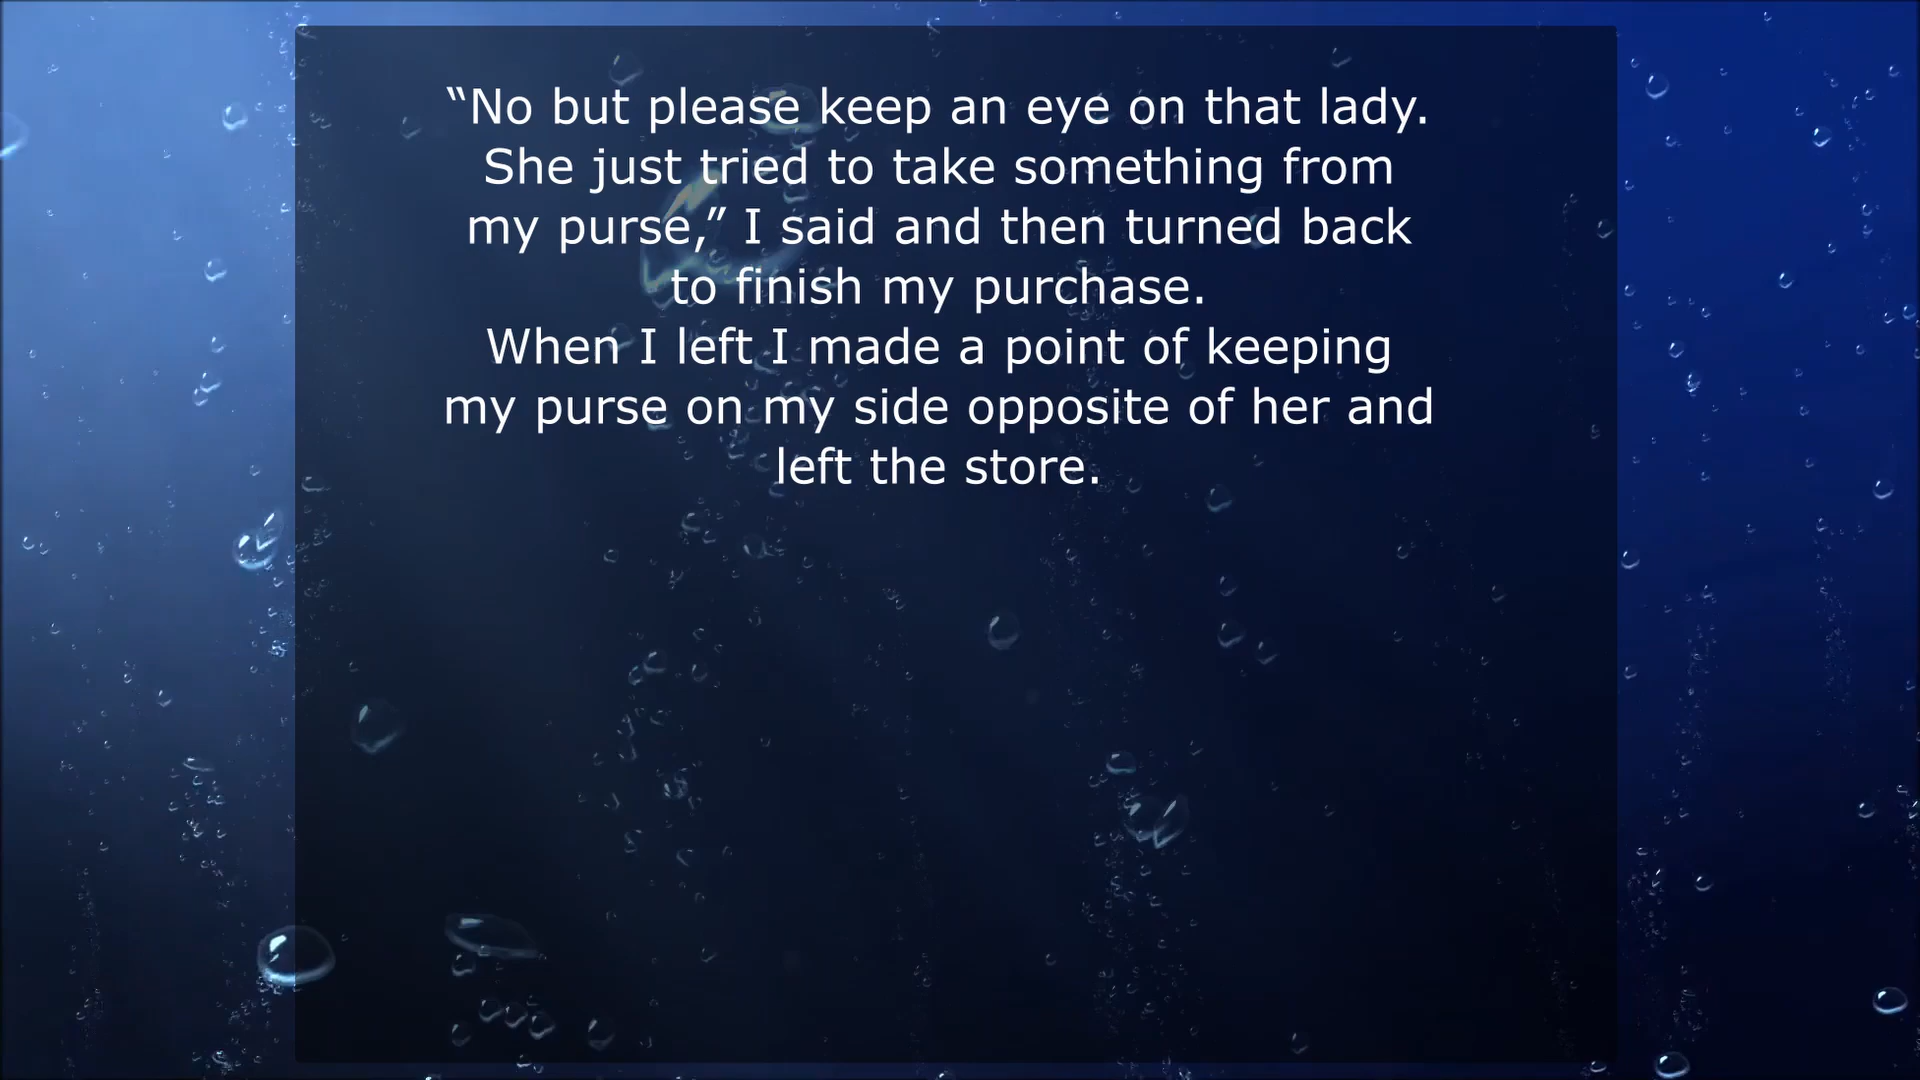 “No but please keep an eye on that lady.
She just tried to take something from
my purse,” I said and then turned back
to finish my purchase.
When I left I made a point of keeping
my purse on my side opposite of her and
left the store.